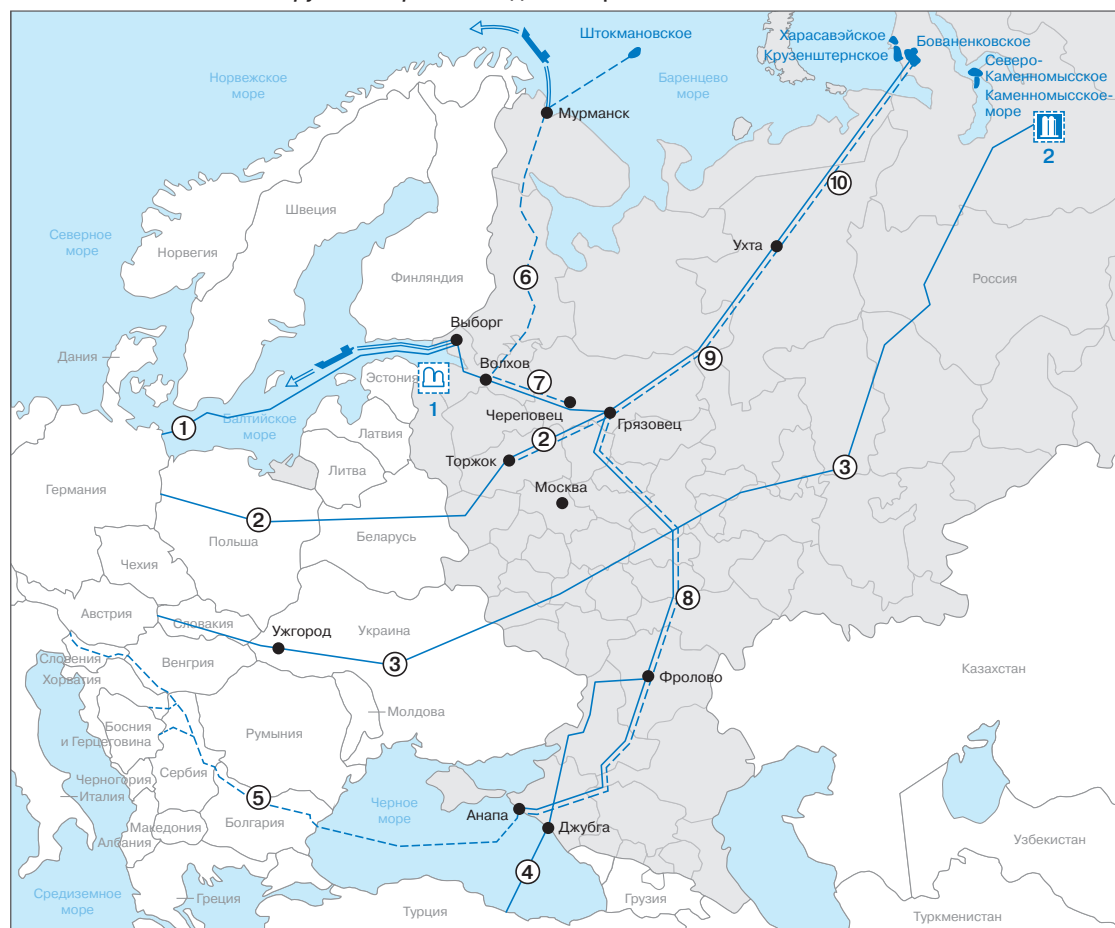 Штокмановское
Харасавэйское
Крузенштернское
Бованенковское
Северо-
Каменномысское
Каменномысское-
море
2
Норвежское
море
Баренцево
море
Мурманск
10
Швеция
Северное
море
Норвегия
Ухта
Россия
6
Финляндия
Выборг
Дания
Волхов
9
Эстония
7
1
Череповец
Грязовец
1
Балтийское
море
Латвия
2
Торжок
3
Литва
Москва
Германия
2
Польша
Беларусь
Чехия
8
Австрия
Словакия
Ужгород
Украина
3
Словения
Венгрия
Хорватия
Казахстан
Фролово
Молдова
Босния
и Герцеговина
Румыния
Черногория
Сербия
Италия
5
Черное
море
Анапа
Болгария
Македония
Джубга
Албания
Узбекистан
4
Средиземное
море
Греция
Турция
Грузия
Туркменистан